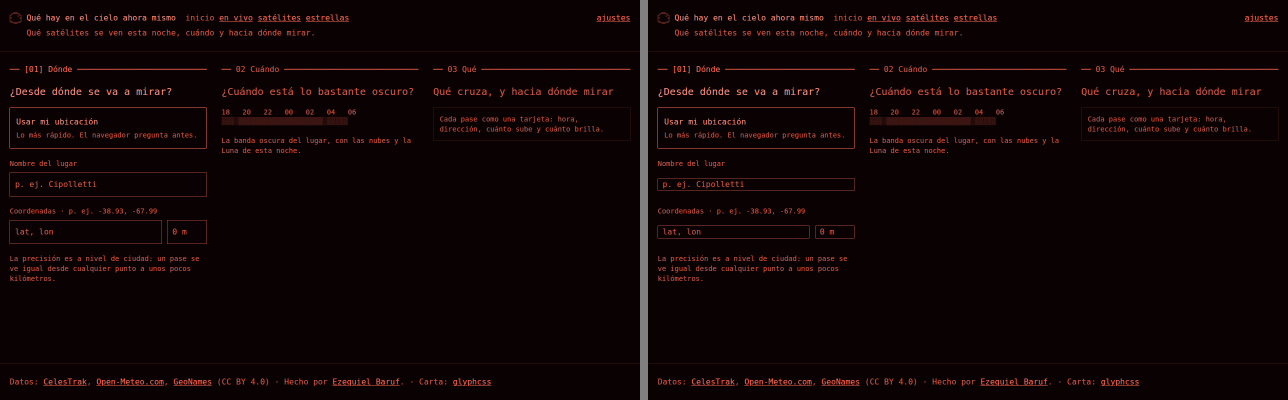 Qué hay en el cielo ahora mismo inicio en vivo satélites estrellas ajustes
Qué satélites se ven esta noche, cuándo y hacia dónde mirar.
[01] Dónde
¿Desde dónde se va a mirar?
Usar mi ubicación
Lo más rápido. El navegador pregunta antes.
Nombre del lugar
p. ej. Cipolletti
Coordenadas · p. ej. -38.93, -67.99
lat, lon 0 m
La precisión es a nivel de ciudad: un pase se
ve igual desde cualquier punto a unos pocos
kilómetros.
02 Cuándo
¿Cuándo está lo bastante oscuro?
18 20 22 00 02 04 06
La banda oscura del lugar, con las nubes y la
Luna de esta noche.
03 Qué
Qué cruza, y hacia dónde mirar
Cada pase como una tarjeta: hora,
dirección, cuánto sube y cuánto brilla.
Datos: CelesTrak, Open-Meteo.com, GeoNames (CC BY 4.0) · Hecho por Ezequiel Baruf. · Carta: glyphcss
Qué hay en el cielo ahora mismo inicio en vivo satélites estrellas ajustes
Qué satélites se ven esta noche, cuándo y hacia dónde mirar.
[01] Dónde
¿Desde dónde se va a mirar?
Usar mi ubicación
Lo más rápido. El navegador pregunta antes.
Nombre del lugar
p. ej. Cipolletti
Coordenadas · p. ej. -38.93, -67.99
lat, lon 0 m
La precisión es a nivel de ciudad: un pase se
ve igual desde cualquier punto a unos pocos
kilómetros.
02 Cuándo
¿Cuándo está lo bastante oscuro?
18 20 22 00 02 04 06
La banda oscura del lugar, con las nubes y la
Luna de esta noche.
03 Qué
Qué cruza, y hacia dónde mirar
Cada pase como una tarjeta: hora,
dirección, cuánto sube y cuánto brilla.
Datos: CelesTrak, Open-Meteo.com, GeoNames (CC BY 4.0) · Hecho por Ezequiel Baruf. · Carta: glyphcss